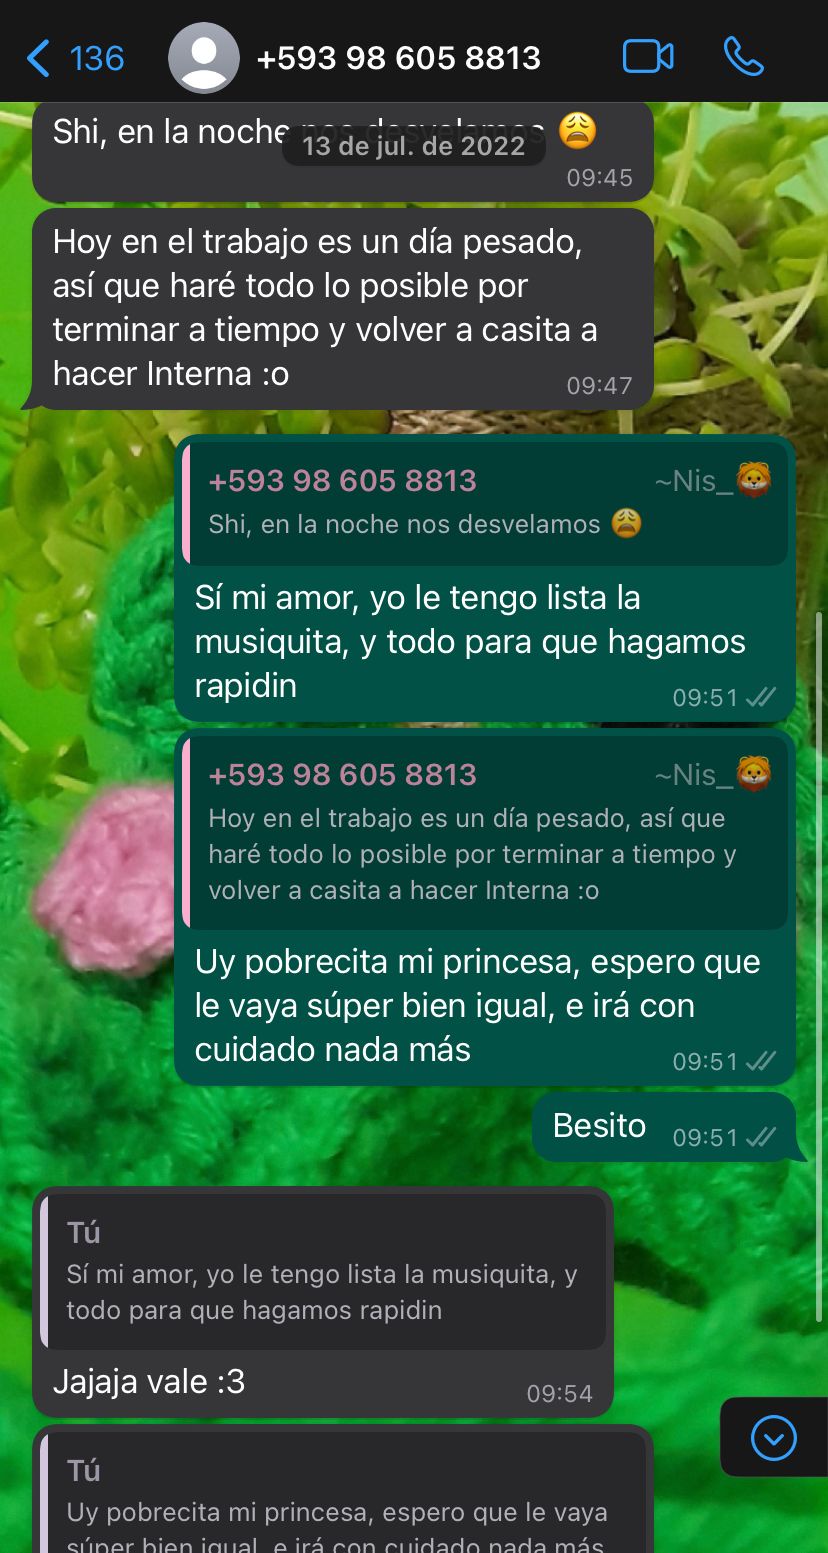 136
+593 98 605 8813
Shi, en la noche nos desvelamos 😩
13 de jul. de 2022
09:45
Hoy en el trabajo es un día pesado,
así que haré todo lo posible por
terminar a tiempo y volver a casita a
hacer Interna :o
09:47
+593 98 605 8813 ~Nis_🦁
Shi, en la noche nos desvelamos 😩
Sí mi amor, yo le tengo lista la
musiquita, y todo para que hagamos
rapidin
09:51
+593 98 605 8813 ~Nis_🦁
Hoy en el trabajo es un día pesado, así que
haré todo lo posible por terminar a tiempo y
volver a casita a hacer Interna :o
Uy pobrecita mi princesa, espero que
le vaya súper bien igual, e irá con
cuidado nada más
09:51
Besito 09:51
Tú
Sí mi amor, yo le tengo lista la musiquita, y
todo para que hagamos rapidin
Jajaja vale :3
09:54
Tú
Uy pobrecita mi princesa, espero que le vaya
súper bien igual, e irá con cuidado nada más